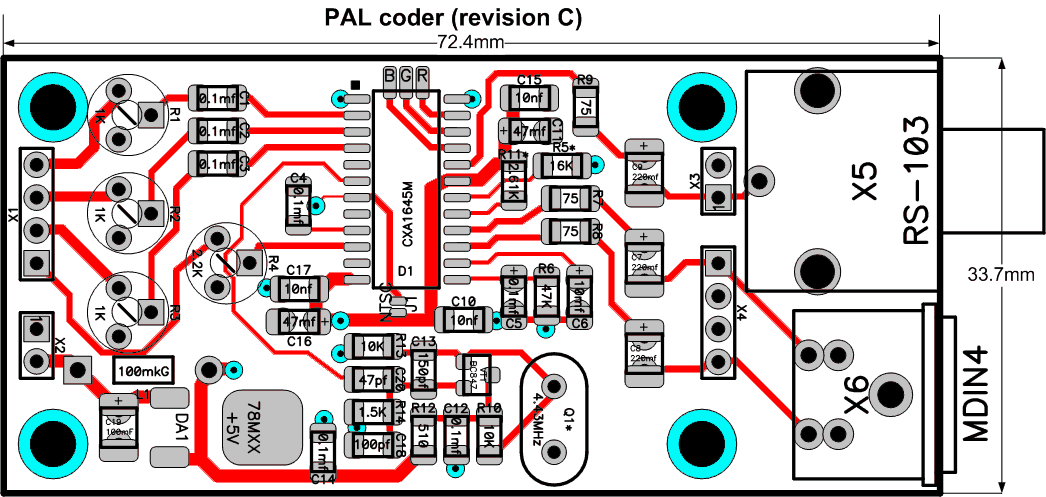 PAL coder (revision C)
72.4mm
B G R
C15
10nf
R9
75
1K
R1
0.1mf
C1
0.1mf
C2
0.1mf
C3
47mf
C11
R5*
16K
R11*
2.61K
C9
220mf
X3
1
X5
RS-103
X1
1K
R2
C4
0.1mf
CXA1645M
D1
75
R7
75
R8
C7
220mf
33.7mm
2.2K
R4
C17
10nf
NTSC
J1
47mf
C16
C10
10nf
0.1mf
C5
R6
47K
10mf
C6
X4
C8
220mf
1K
R3
1
X2
100mkG
L1
R13
10K
C13
150pf
47pf
C20
VT1
BC847
Q1*
4.43MHz
X6
MDIN4
C19
100mF
DA1
78MXX
+5V
1.5K
R14
100pf
C18
0.1mf
C14
R12
510
C12
0.1mf
R10
10K